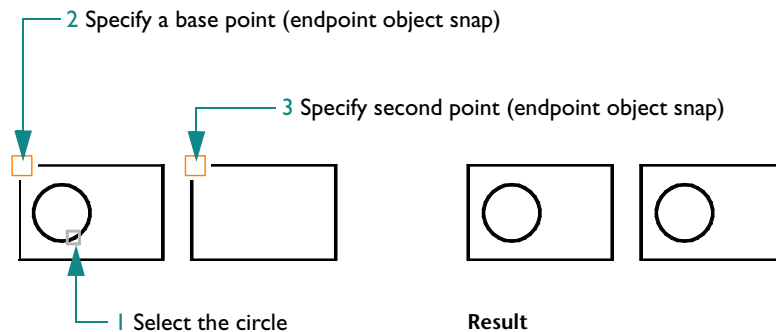 2 Specify a base point (endpoint object snap)
3 Specify second point (endpoint object snap)
1 Select the circle
Result